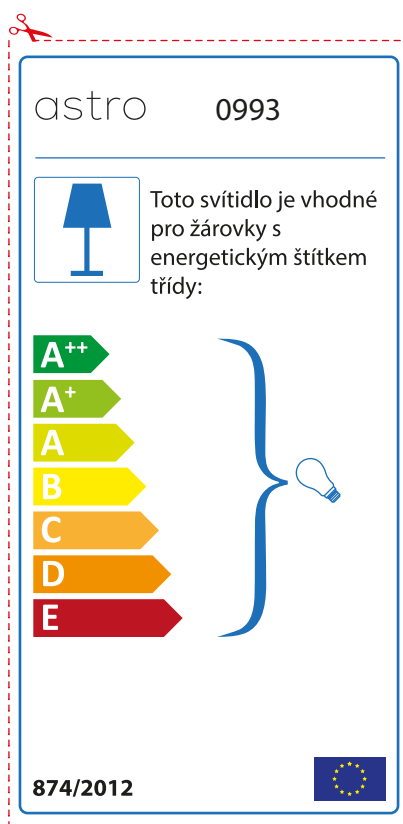 astro 0993
Toto svítidlo je vhodné
pro žárovky s
energetickým štítkem
třídy:
A++
A+
A
B
C
D
E
874/2012